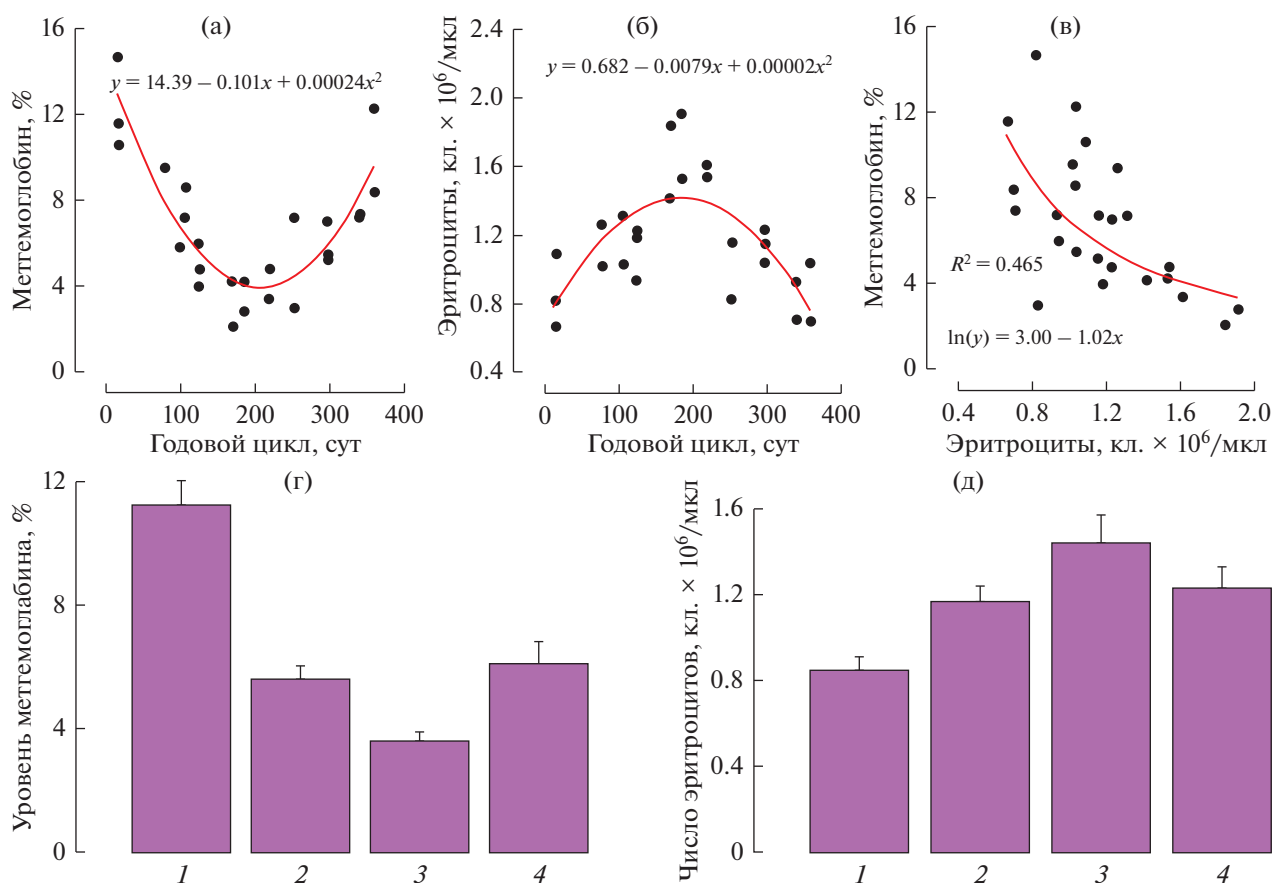 (а)
Метгемоглобин, %
16
12
8
4
0
y = 14.39 – 0.101x + 0.00024x²
0 100 200 300 400
Годовой цикл, сут
(б)
Эритроциты, кл. × 10⁶/мкл
2.4
2.0
1.6
1.2
0.8
0.4
y = 0.682 – 0.0079x + 0.00002x²
0 100 200 300 400
Годовой цикл, сут
(в)
Метгемоглобин, %
16
12
8
4
0
R² = 0.465
ln(y) = 3.00 – 1.02x
0.4 0.8 1.2 1.6 2.0
Эритроциты, кл. × 10⁶/мкл
(г)
Уровень метгемоглабина, %
12
8
4
0
1 2 3 4
(д)
Число эритроцитов, кл. × 10⁶/мкл
1.6
1.2
0.8
0.4
0
1 2 3 4